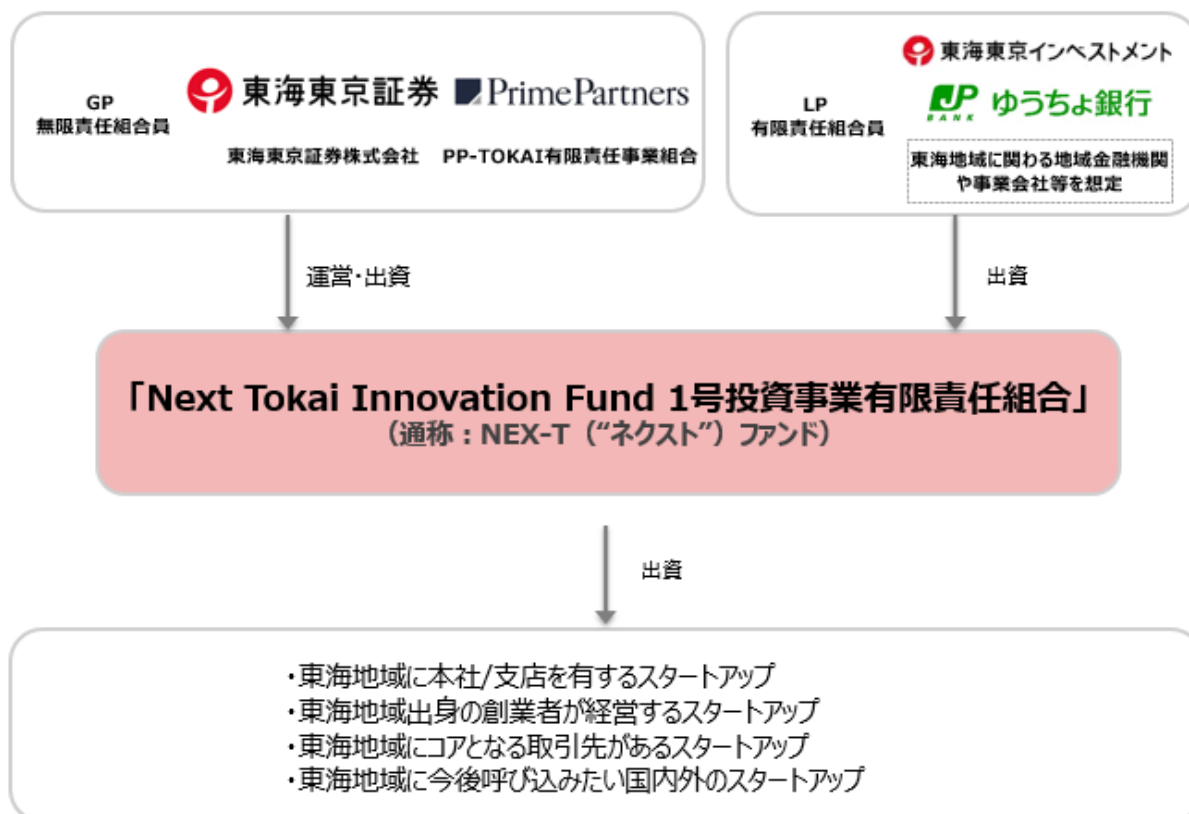 GP
無限責任組合員
東海東京証券 PrimePartners
東海東京証券株式会社 PP-TOKAI有限責任事業組合
LP
有限責任組合員
東海東京インベストメント
JP BANK ゆうちょ銀行
東海地域に関わる地域金融機関
や事業会社等を想定
運営・出資
出資
「Next Tokai Innovation Fund 1号投資事業有限責任組合」
（通称：NEX-T（“ネクスト”）ファンド）
出資
・東海地域に本社/支店を有するスタートアップ
・東海地域出身の創業者が経営するスタートアップ
・東海地域にコアとなる取引先があるスタートアップ
・東海地域に今後呼び込みたい国内外のスタートアップ